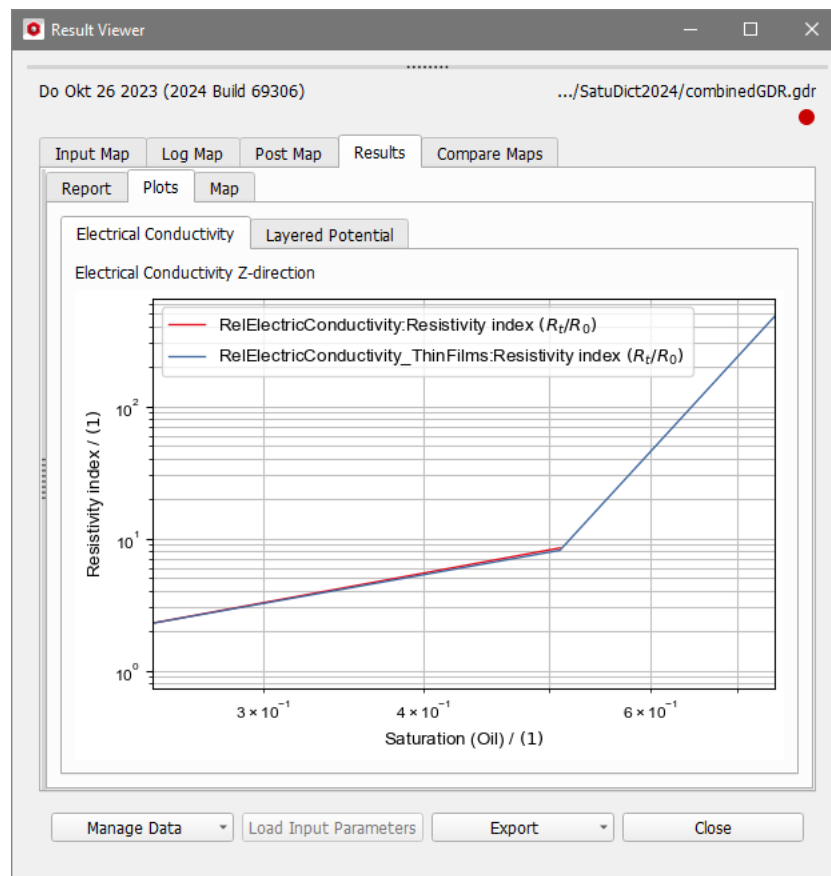 Result Viewer
Do Okt 26 2023 (2024 Build 69306)
.../SatuDict2024/combinedGDR.gdr
Input Map
Log Map
Post Map
Results
Compare Maps
Report
Plots
Map
Electrical Conductivity
Layered Potential
Electrical Conductivity Z-direction
RelElectricConductivity:Resistivity index (Rₜ/R₀)
RelElectricConductivity_ThinFilms:Resistivity index (Rₜ/R₀)
Resistivity index / (1)
10²
10¹
10⁰
3 × 10⁻¹
4 × 10⁻¹
6 × 10⁻¹
Saturation (Oil) / (1)
Manage Data
Load Input Parameters
Export
Close